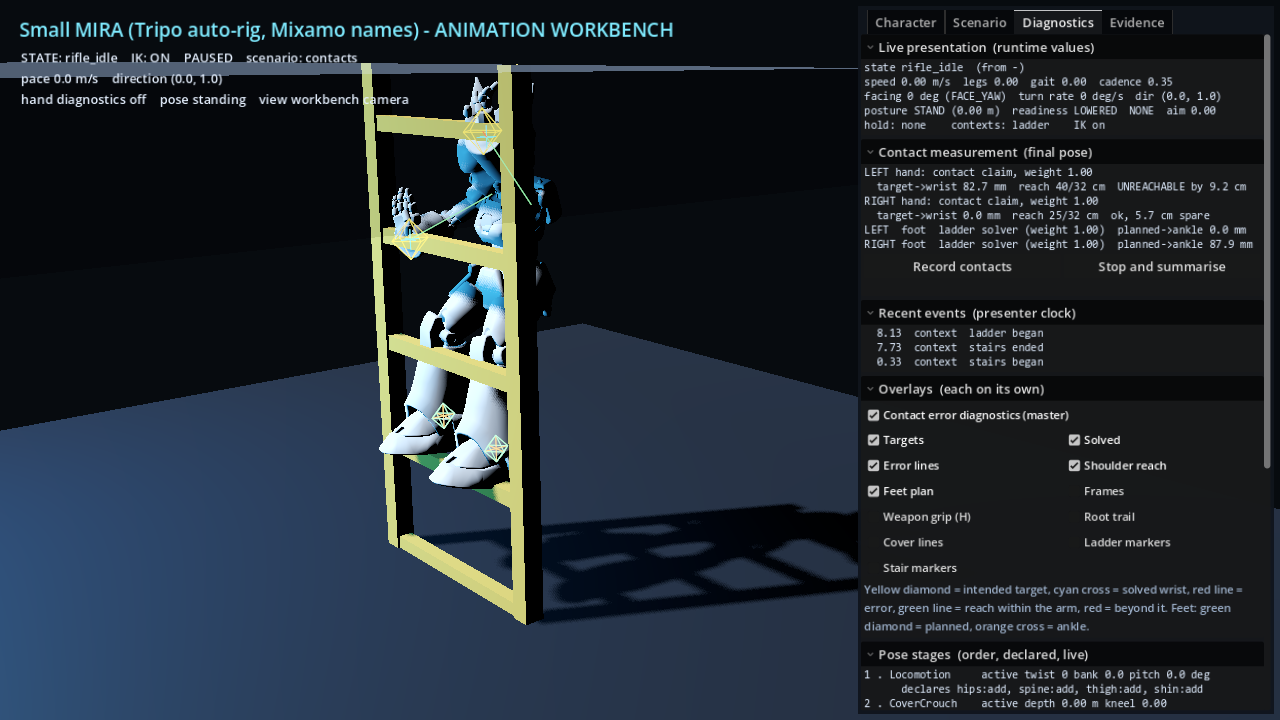 Small MIRA (Tripo auto-rig, Mixamo names) - ANIMATION WORKBENCH
STATE: rifle_idle IK: ON PAUSED scenario: contacts
pace 0.0 m/s direction (0.0, 1.0)
hand diagnostics off pose standing view workbench camera
Character Scenario Diagnostics Evidence
Live presentation (runtime values)
state rifle_idle (from -)
speed 0.00 m/s legs 0.00 gait 0.00 cadence 0.35
facing 0 deg (FACE_YAW) turn rate 0 deg/s dir (0.0, 1.0)
posture STAND (0.00 m) readiness LOWERED NONE aim 0.00
hold: none contexts: ladder IK on
Contact measurement (final pose)
LEFT hand: contact claim, weight 1.00
target->wrist 82.7 mm reach 40/32 cm UNREACHABLE by 9.2 cm
RIGHT hand: contact claim, weight 1.00
target->wrist 0.0 mm reach 25/32 cm ok, 5.7 cm spare
LEFT foot ladder solver (weight 1.00) planned->ankle 0.0 mm
RIGHT foot ladder solver (weight 1.00) planned->ankle 87.9 mm
Record contacts Stop and summarise
Recent events (presenter clock)
8.13 context ladder began
7.73 context stairs ended
0.33 context stairs began
Overlays (each on its own)
Contact error diagnostics (master)
Targets Solved
Error lines Shoulder reach
Feet plan Frames
Weapon grip (H) Root trail
Cover lines Ladder markers
Stair markers
Yellow diamond = intended target, cyan cross = solved wrist, red line =
error, green line = reach within the arm, red = beyond it. Feet: green
diamond = planned, orange cross = ankle.
Pose stages (order, declared, live)
1 . Locomotion active twist 0 bank 0.0 pitch 0.0 deg
declares hips:add, spine:add, thigh:add, shin:add
2 . CoverCrouch active depth 0.00 m kneel 0.00